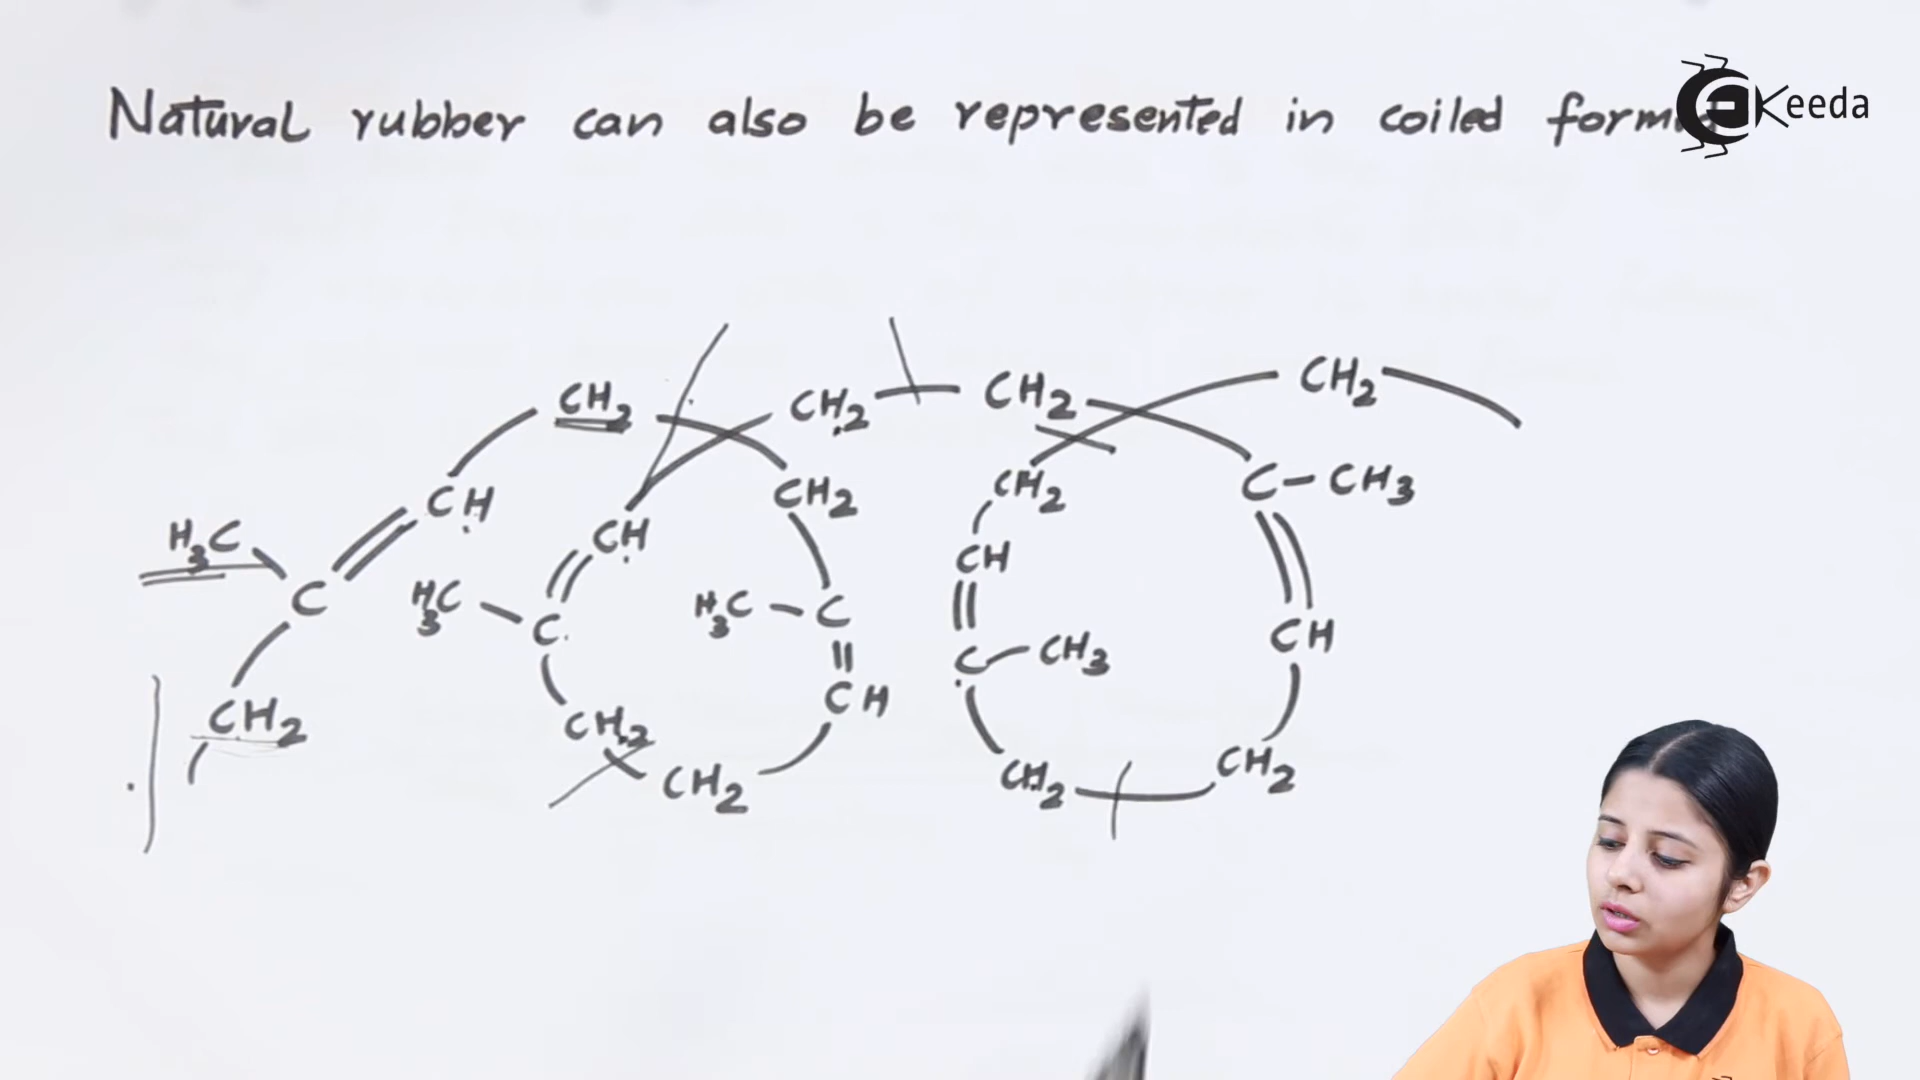 Natural rubber can also be represented in coiled form
Keeda
CH2 CH2 CH2 CH2
CH CH2 CH2 C-CH3
H3C CH CH
C H3C C H3C C C CH3 CH
CH2 CH2 CH
CH2 CH2 CH2